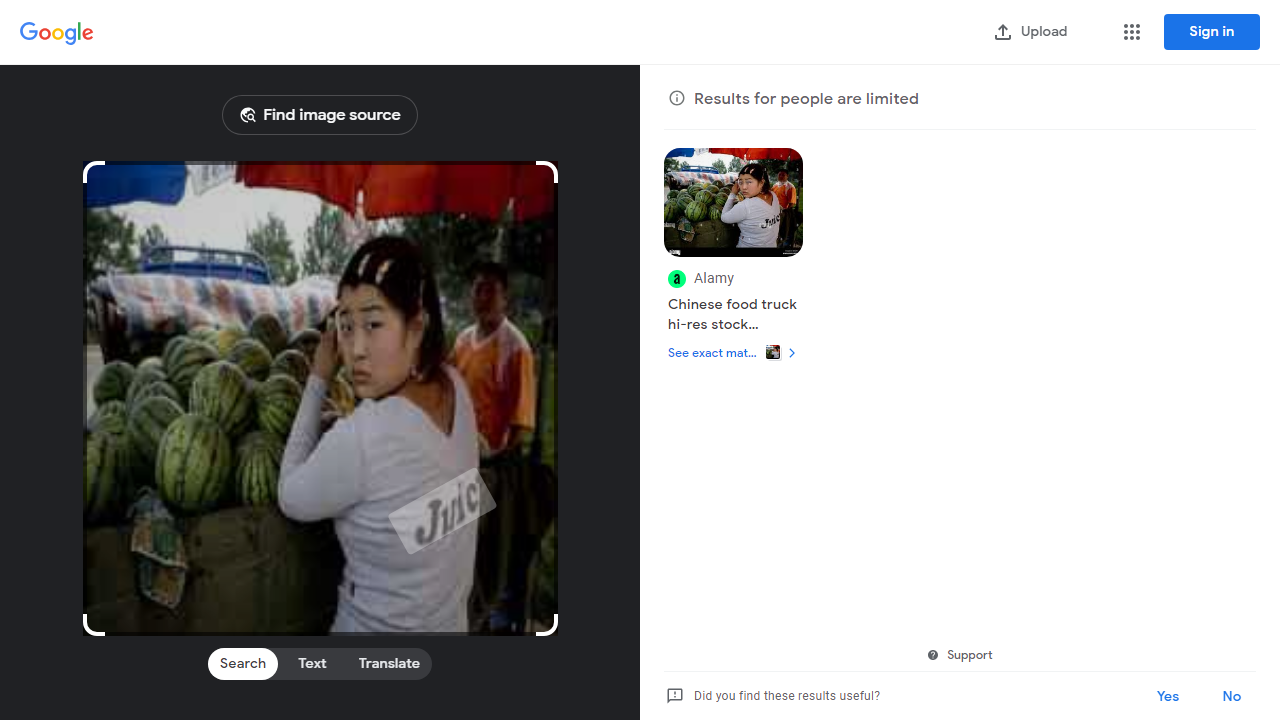 Google
Upload
Sign in
Find image source
Results for people are limited
Juic
a Alamy
Chinese food truck
hi-res stock...
See exact mat...
Search
Text
Translate
Support
Did you find these results useful?
Yes
No